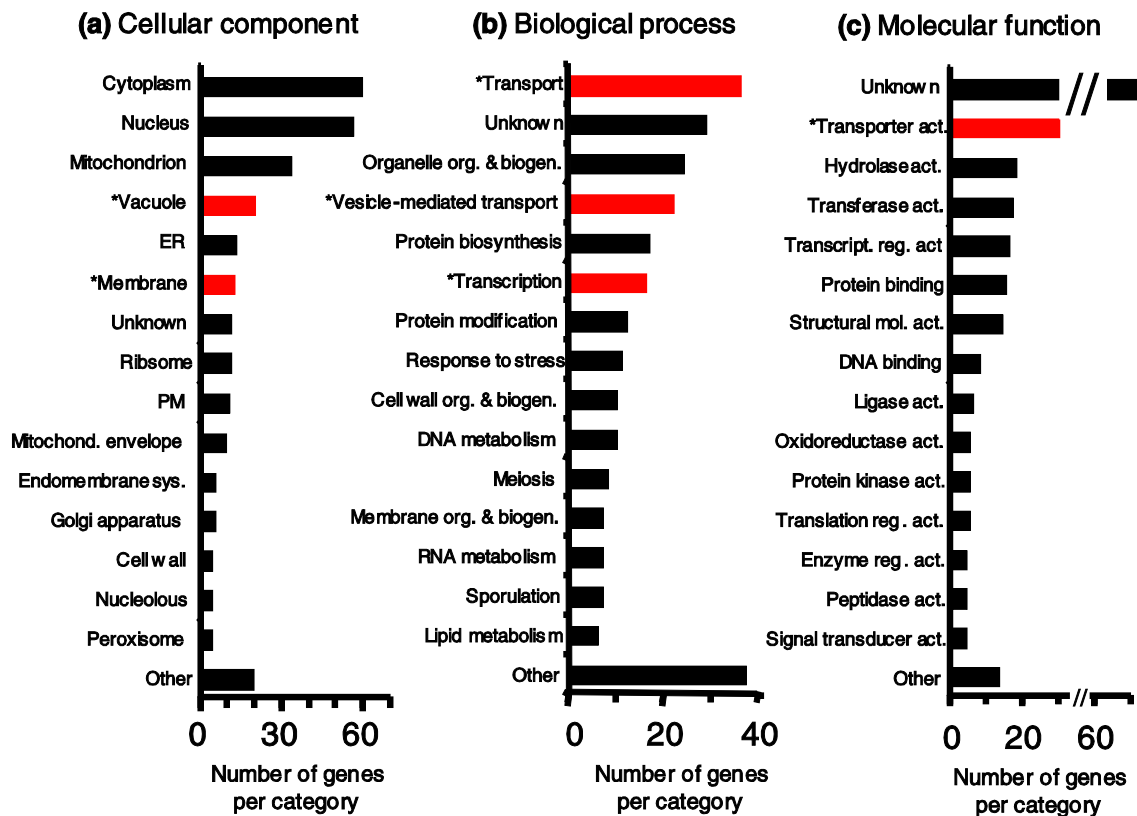 (a) Cellular component
Cytoplasm
Nucleus
Mitochondrion
*Vacuole
ER
*Membrane
Unknown
Ribsome
PM
Mitochond. envelope
Endomembrane sys.
Golgi apparatus
Cell wall
Nucleolous
Peroxisome
Other
0 30 60
Number of genes
per category
(b) Biological process
*Transport
Unknown
Organelle org. & biogen.
*Vesicle-mediated transport
Protein biosynthesis
*Transcription
Protein modification
Response to stress
Cell wall org. & biogen.
DNA metabolism
Meiosis
Membrane org. & biogen.
RNA metabolism
Sporulation
Lipid metabolism
Other
0 20 40
Number of genes
per category
(c) Molecular function
Unknown
*Transporter act.
Hydrolase act.
Transferase act.
Transcript. reg. act
Protein binding
Structural mol. act.
DNA binding
Ligase act.
Oxidoreductase act.
Protein kinase act.
Translation reg. act.
Enzyme reg. act.
Peptidase act.
Signal transducer act.
Other
0 20 60
Number of genes
per category